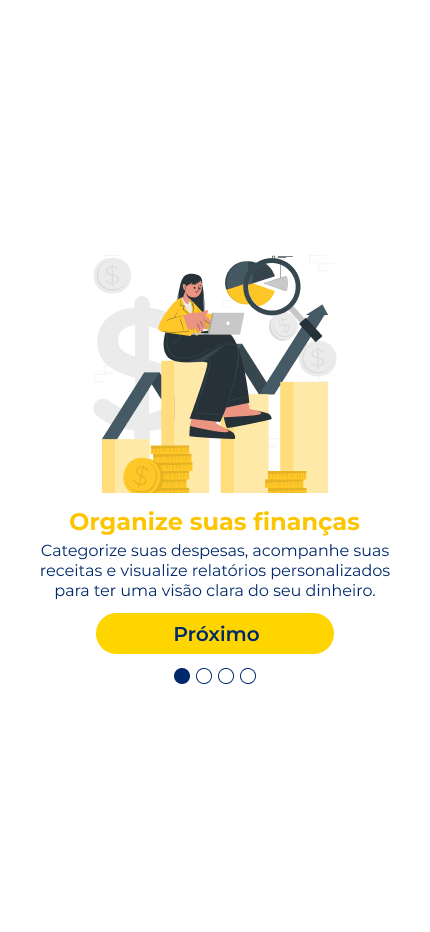 Organize suas finanças
Categorize suas despesas, acompanhe suas
receitas e visualize relatórios personalizados
para ter uma visão clara do seu dinheiro.
Próximo